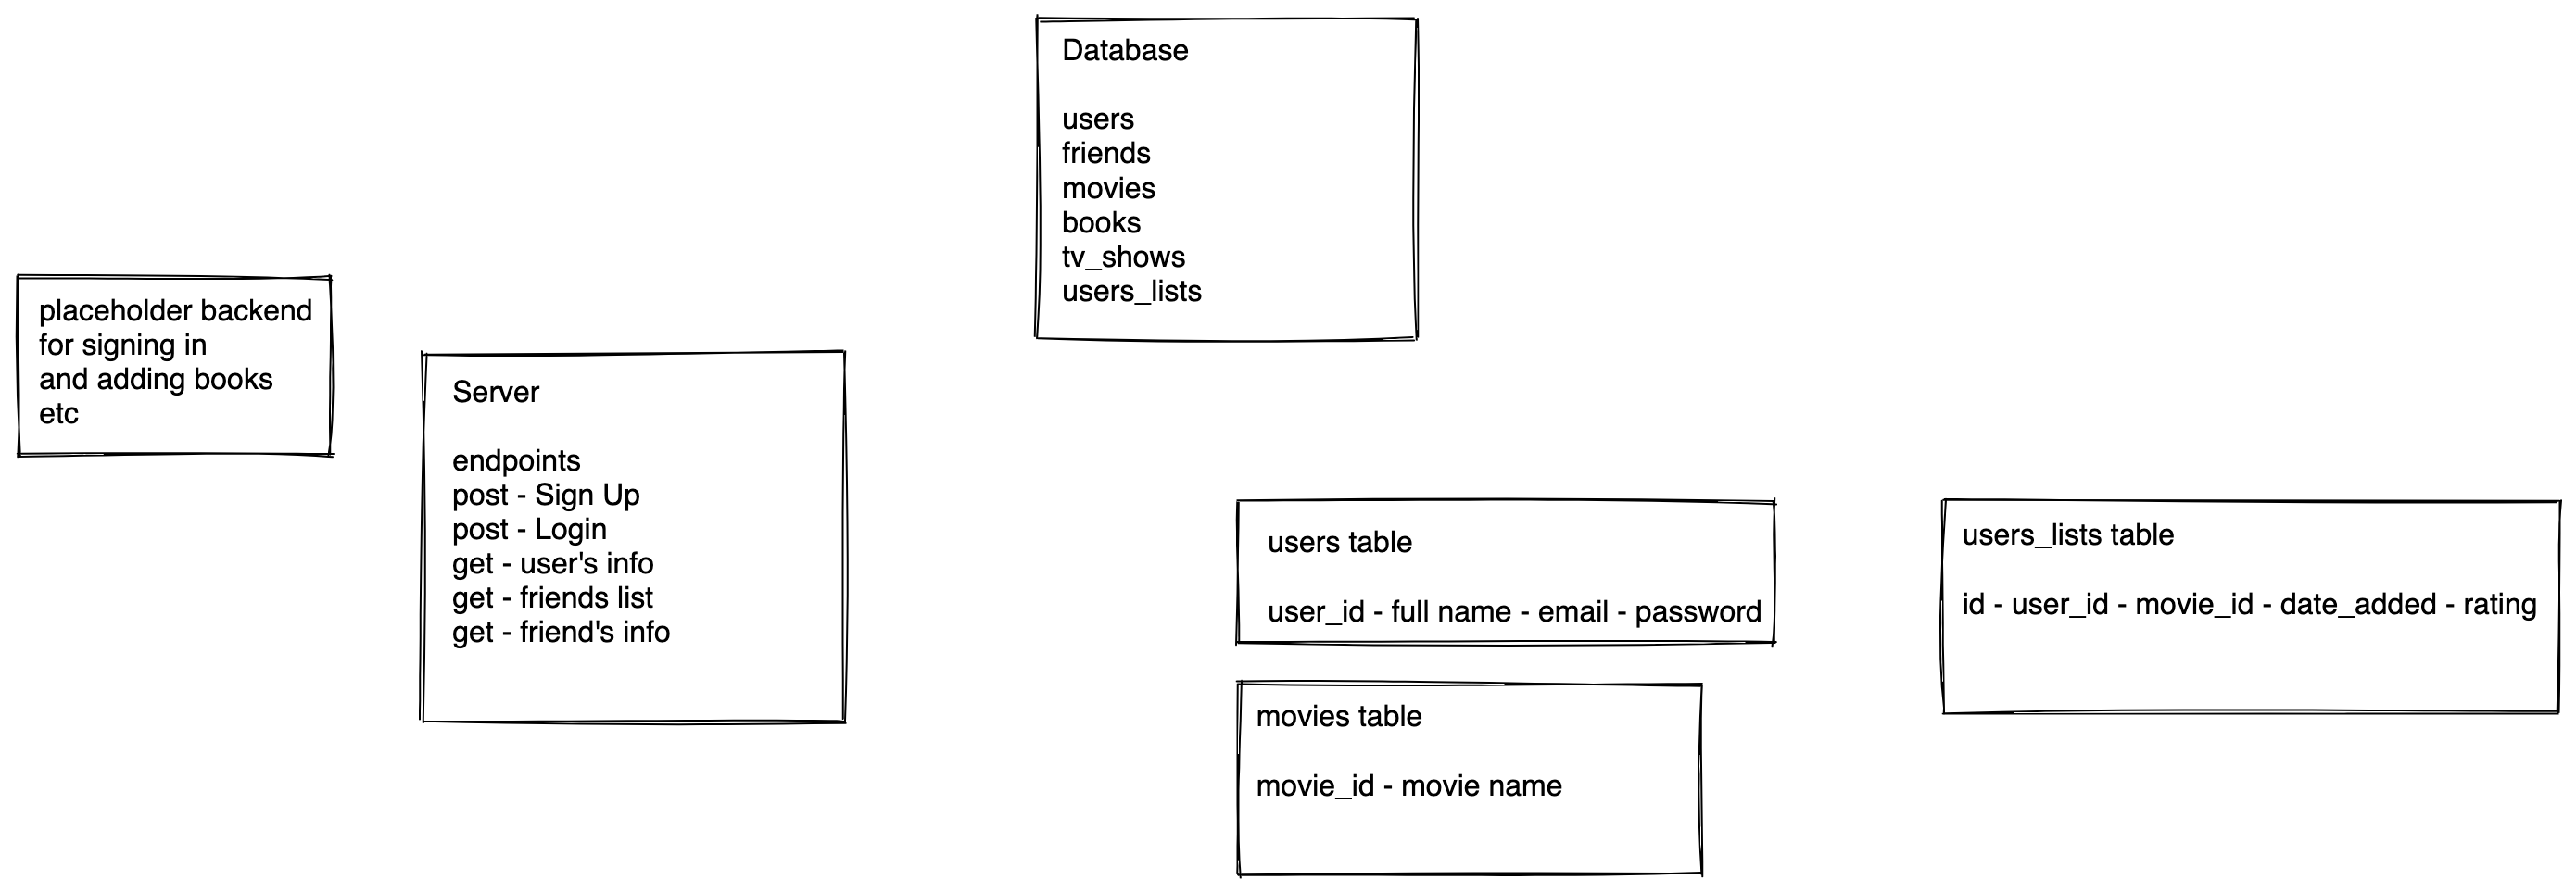 Database
users
friends
movies
books
tv_shows
users_lists
placeholder backend
for signing in
and adding books
etc
Server
endpoints
post - Sign Up
post - Login
get - user's info
get - friends list
get - friend's info
users table
user_id - full name - email - password
users_lists table
id - user_id - movie_id - date_added - rating
movies table
movie_id - movie name